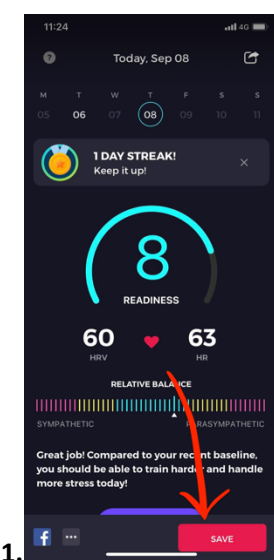 11:24 4G
? Today, Sep 08
M T W T F S S
05 06 07 08 09 10 11
1 DAY STREAK!
Keep it up! ×
8
READINESS
60 63
HRV HR
RELATIVE BALANCE
SYMPATHETIC PARASYMPATHETIC
Great job! Compared to your recent baseline,
you should be able to train harder and handle
more stress today!
f ••• SAVE
1.